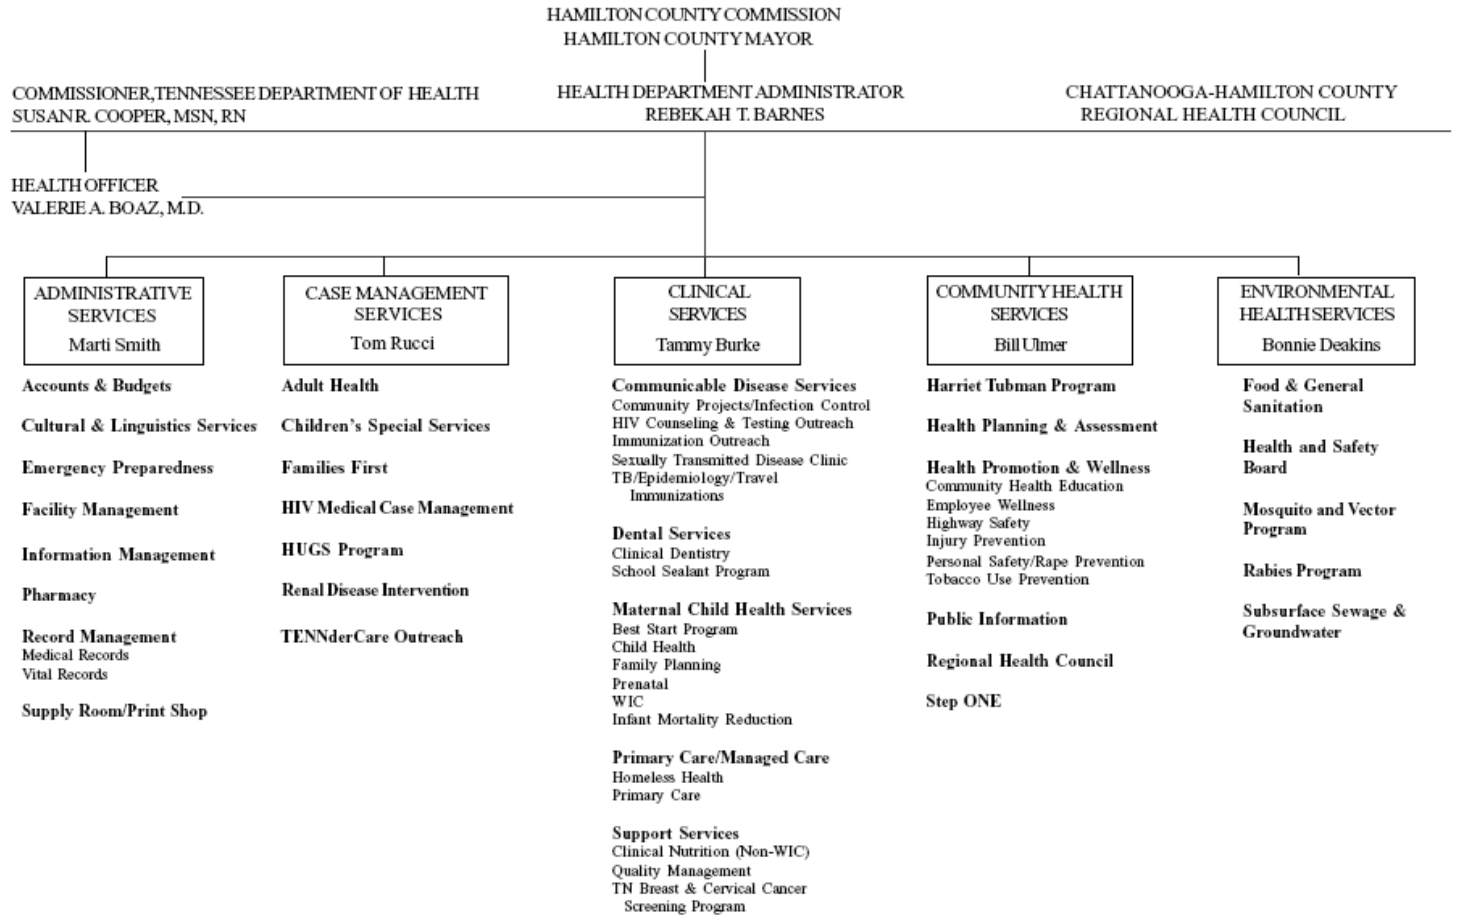 HAMILTON COUNTY COMMISSION
HAMILTON COUNTY MAYOR
COMMISSIONER, TENNESSEE DEPARTMENT OF HEALTH
SUSAN R. COOPER, MSN, RN
HEALTH DEPARTMENT ADMINISTRATOR
REBEKAH T. BARNES
CHATTANOOGA-HAMILTON COUNTY
REGIONAL HEALTH COUNCIL
HEALTH OFFICER
VALERIE A. BOAZ, M.D.
ADMINISTRATIVE
SERVICES
Marti Smith
Accounts & Budgets
Cultural & Linguistics Services
Emergency Preparedness
Facility Management
Information Management
Pharmacy
Record Management
Medical Records
Vital Records
Supply Room/Print Shop
CASE MANAGEMENT
SERVICES
Tom Rucci
Adult Health
Children's Special Services
Families First
HIV Medical Case Management
HUGS Program
Renal Disease Intervention
TENNderCare Outreach
CLINICAL
SERVICES
Tammy Burke
Communicable Disease Services
Community Projects/Infection Control
HIV Counseling & Testing Outreach
Immunization Outreach
Sexually Transmitted Disease Clinic
TB/Epidemiology/Travel
Immunizations
Dental Services
Clinical Dentistry
School Sealant Program
Maternal Child Health Services
Best Start Program
Child Health
Family Planning
Prenatal
WIC
Infant Mortality Reduction
Primary Care/Managed Care
Homeless Health
Primary Care
Support Services
Clinical Nutrition (Non-WIC)
Quality Management
TN Breast & Cervical Cancer
Screening Program
COMMUNITY HEALTH
SERVICES
Bill Ulmer
Harriet Tubman Program
Health Planning & Assessment
Health Promotion & Wellness
Community Health Education
Employee Wellness
Highway Safety
Injury Prevention
Personal Safety/Rape Prevention
Tobacco Use Prevention
Public Information
Regional Health Council
Step ONE
ENVIRONMENTAL
HEALTH SERVICES
Bonnie Deakins
Food & General
Sanitation
Health and Safety
Board
Mosquito and Vector
Program
Rabies Program
Subsurface Sewage &
Groundwater